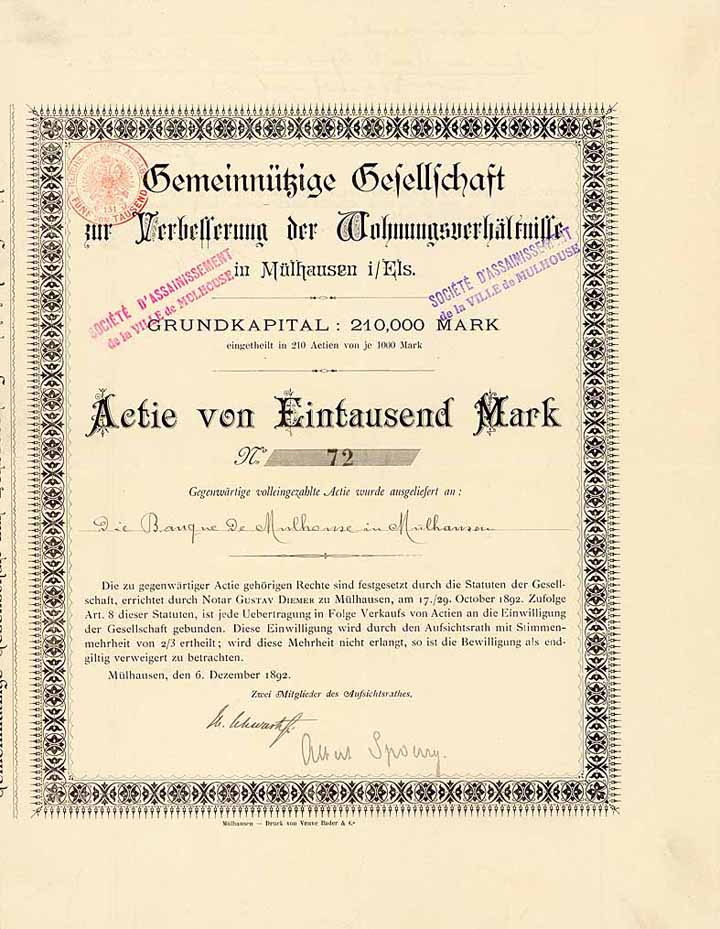 Gemeinnützige Gesellschaft
zur Verbesserung der Wohnungsverhältnisse
in Mülhausen i/Els.
FÜNF VOM TAUSEND
SOCIÉTÉ D'ASSAINISSEMENT
de la VILLE de MULHOUSE
SOCIÉTÉ D'ASSAINISSEMENT
de la VILLE de MULHOUSE
GRUNDKAPITAL : 210,000 MARK
eingetheilt in 210 Actien von je 1000 Mark
Actie von Eintausend Mark
No 72
Gegenwärtige volleingezahlte Actie wurde ausgeliefert an :
Die Banque De Mulhouse in Mülhausen
Die zu gegenwärtiger Actie gehörigen Rechte sind festgesetzt durch die Statuten der Gesell-
schaft, errichtet durch Notar GUSTAV DIEMER zu Mülhausen, am 17./29. October 1892. Zufolge
Art. 8 dieser Statuten, ist jede Uebertragung in Folge Verkaufs von Actien an die Einwilligung
der Gesellschaft gebunden. Diese Einwilligung wird durch den Aufsichtsrath mit Stimmen-
mehrheit von 2/3 ertheilt ; wird diese Mehrheit nicht erlangt, so ist die Bewilligung als end-
giltig verweigert zu betrachten.
Mülhausen, den 6. Dezember 1892.
Zwei Mitglieder des Aufsichtsrathes,
Albert Spoerry.
Mülhausen — Druck von Veuve Bader & Cie